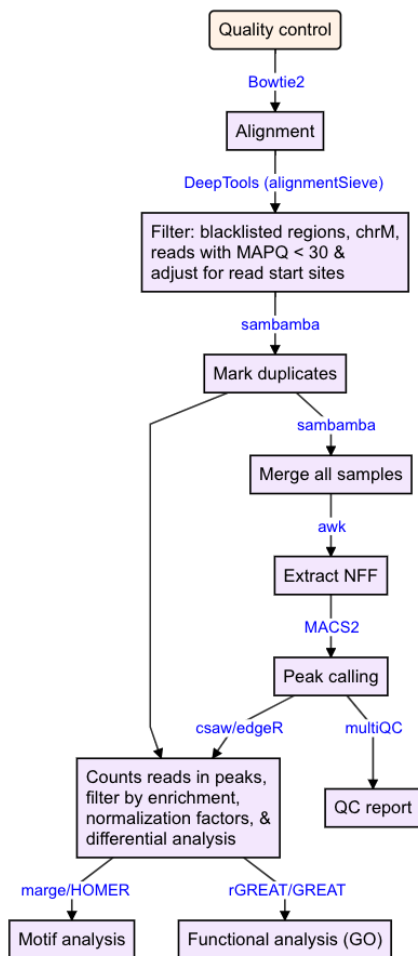 Quality control
Bowtie2
Alignment
DeepTools (alignmentSieve)
Filter: blacklisted regions, chrM,
reads with MAPQ < 30 &
adjust for read start sites
sambamba
Mark duplicates
sambamba
Merge all samples
awk
Extract NFF
MACS2
Peak calling
csaw/edgeR
multiQC
Counts reads in peaks,
filter by enrichment,
normalization factors, &
differential analysis
QC report
marge/HOMER
rGREAT/GREAT
Motif analysis
Functional analysis (GO)